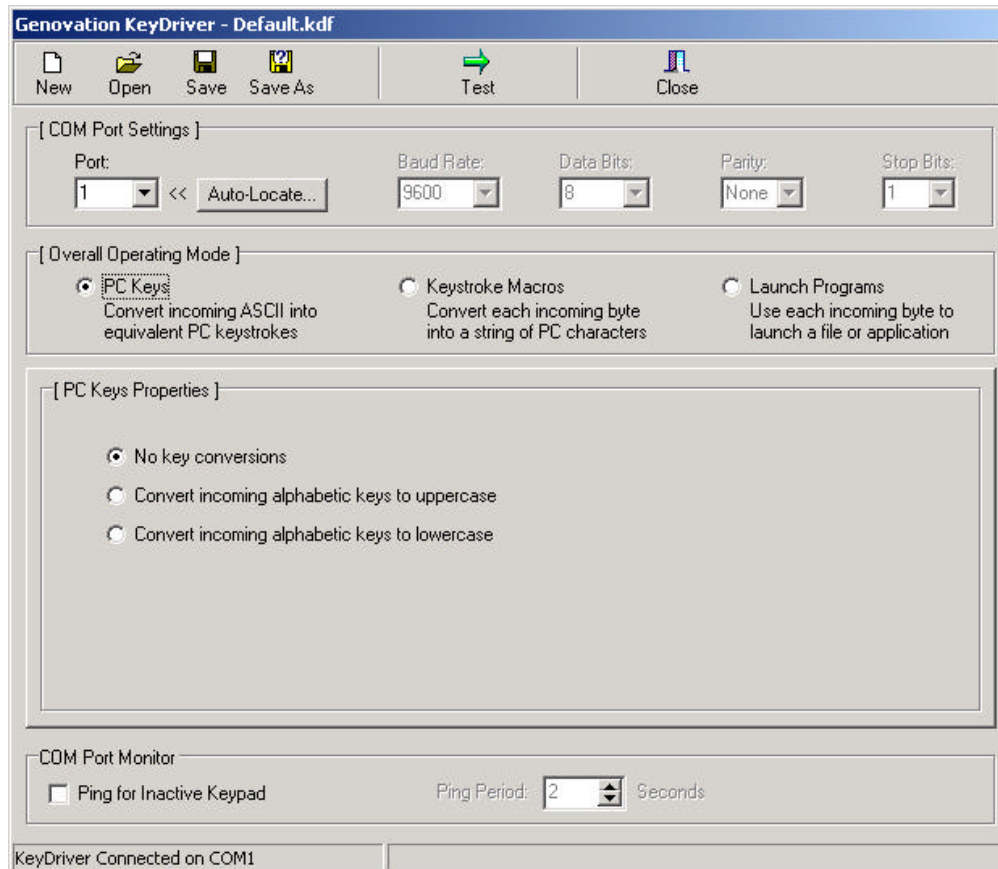 Genovation KeyDriver - Default.kdf
New Open Save Save As Test Close
[ COM Port Settings ]
Port: Baud Rate: Data Bits: Parity: Stop Bits:
1 << Auto-Locate... 9600 8 None 1
[ Overall Operating Mode ]
PC Keys
Convert incoming ASCII into
equivalent PC keystrokes
Keystroke Macros
Convert each incoming byte
into a string of PC characters
Launch Programs
Use each incoming byte to
launch a file or application
[ PC Keys Properties ]
No key conversions
Convert incoming alphabetic keys to uppercase
Convert incoming alphabetic keys to lowercase
COM Port Monitor
Ping for Inactive Keypad Ping Period: 2 Seconds
KeyDriver Connected on COM1